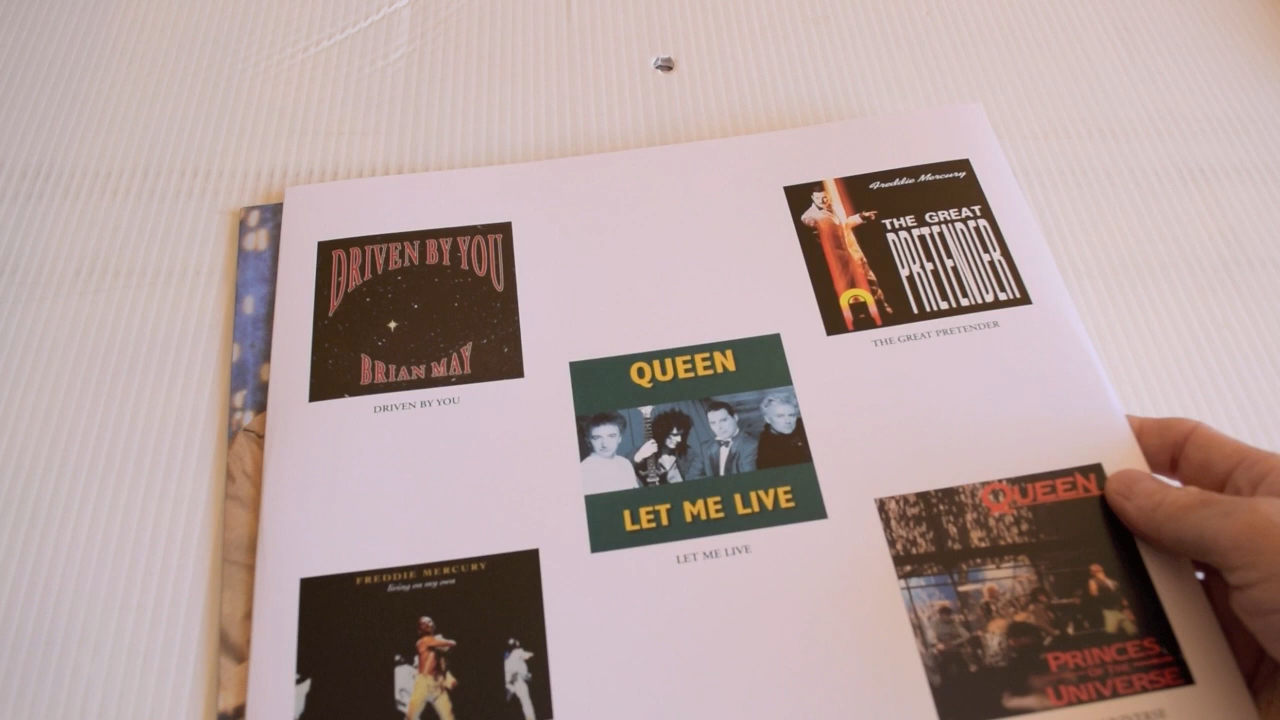 DRIVEN BY YOU
BRIAN MAY
DRIVEN BY YOU
Freddie Mercury
THE GREAT
PRETENDER
THE GREAT PRETENDER
QUEEN
LET ME LIVE
LET ME LIVE
FREDDIE MERCURY
living on my own
QUEEN
PRINCES
OF THE
UNIVERSE